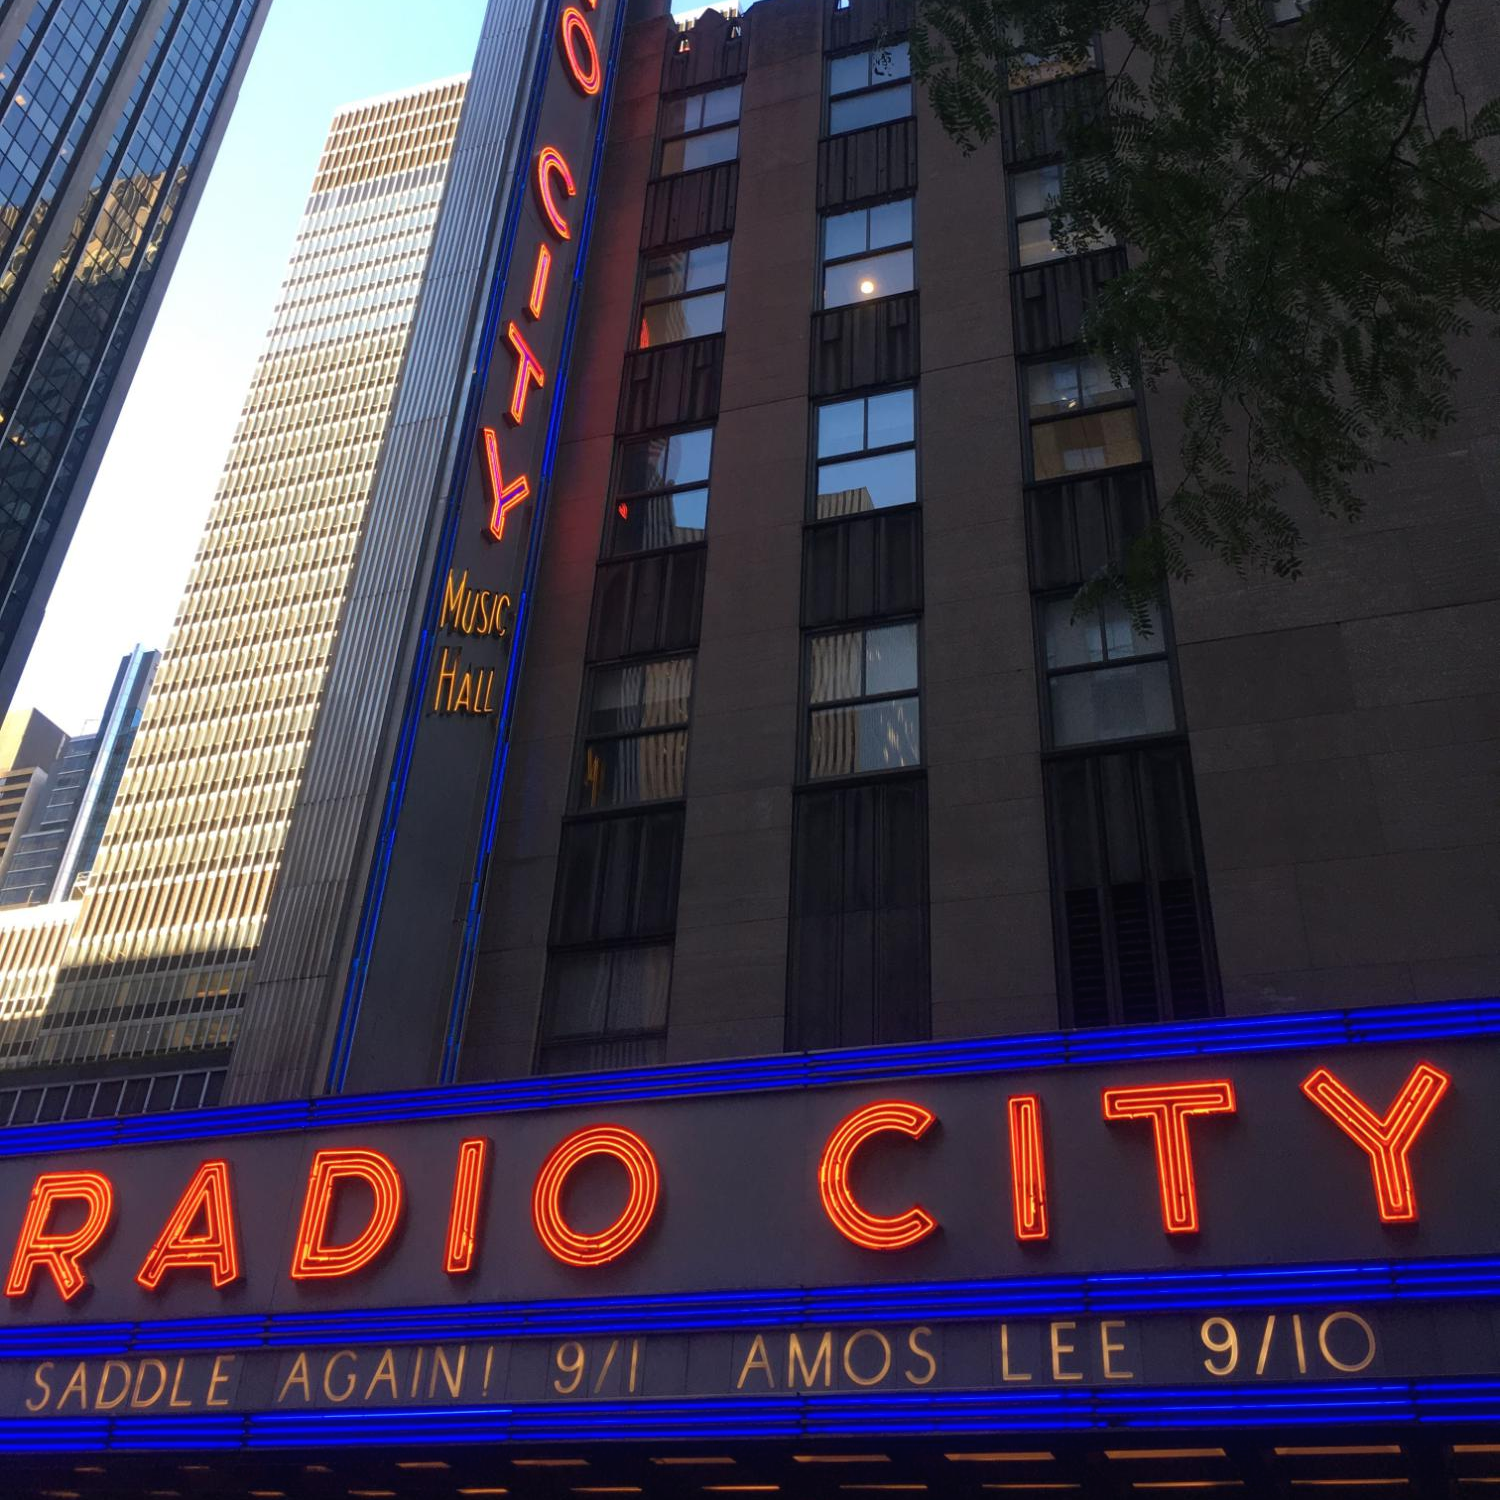 O CITY
Music
Hall
RADIO CITY
SADDLE AGAIN! 9/1 AMOS LEE 9/10